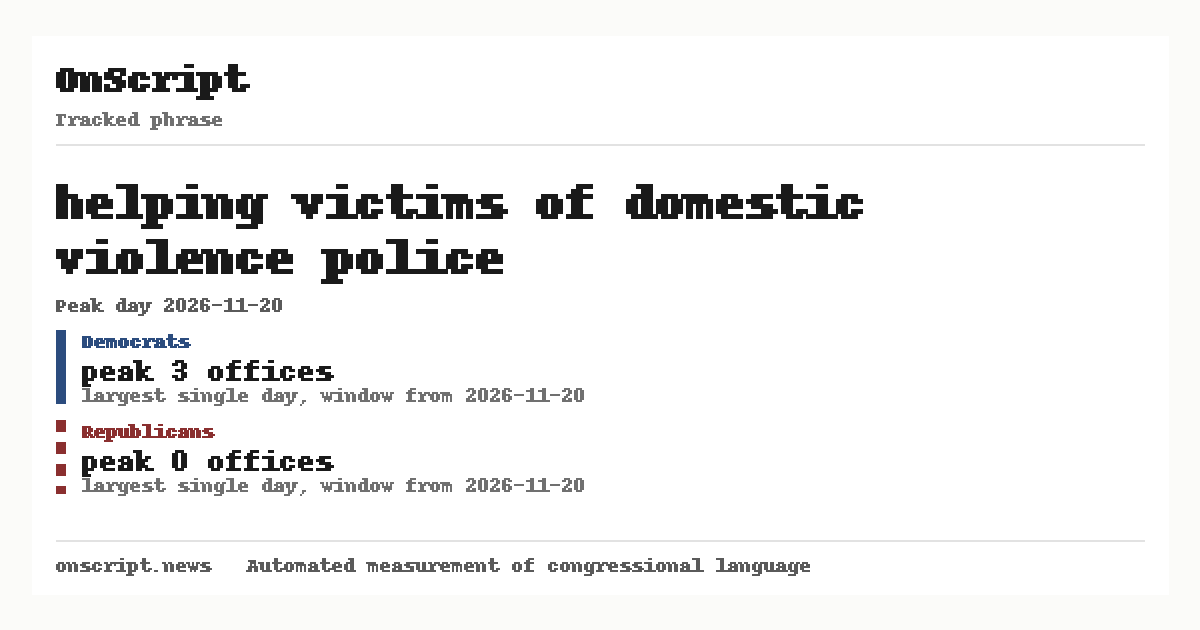 OnScript
Tracked phrase
helping victims of domestic
violence police
Peak day 2026-11-20
Democrats
peak 3 offices
largest single day, window from 2026-11-20
Republicans
peak 0 offices
largest single day, window from 2026-11-20
onscript.news Automated measurement of congressional language